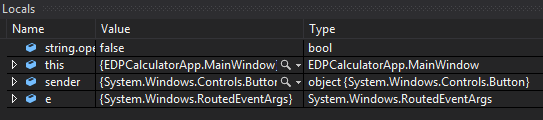 Locals
Name Value Type
string.ope false bool
this {EDPCalculatorApp.MainWindow} EDPCalculatorApp.MainWindow
sender {System.Windows.Controls.Button} object {System.Windows.Controls.Button}
e {System.Windows.RoutedEventArgs} System.Windows.RoutedEventArgs